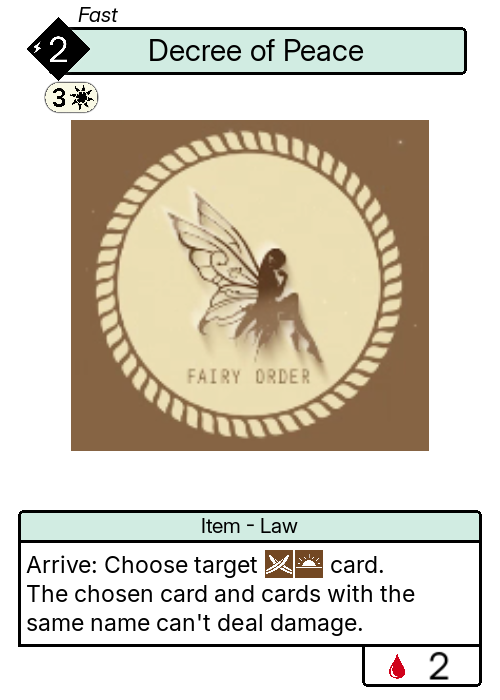 Fast
2
Decree of Peace
3
FAIRY ORDER
Item - Law
Arrive: Choose target card.
The chosen card and cards with the
same name can't deal damage.
2